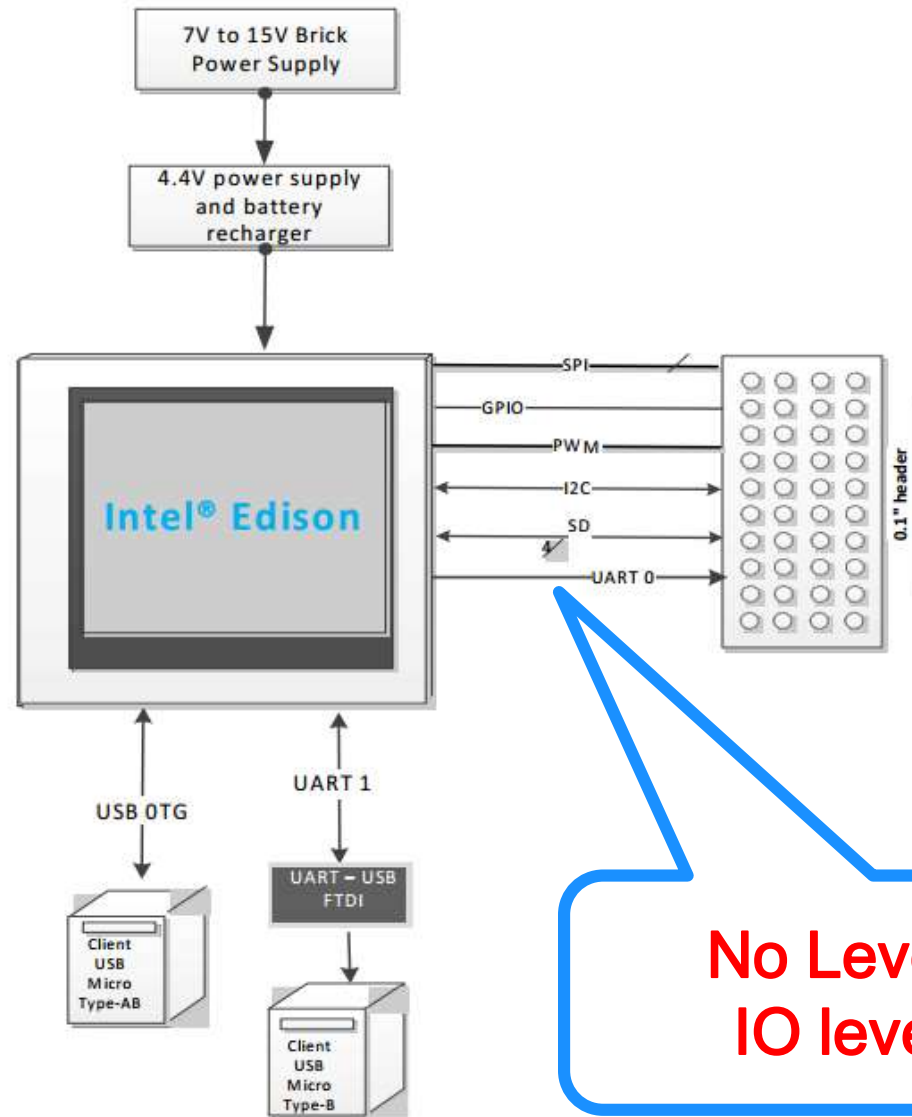 7V to 15V Brick
Power Supply
4.4V power supply
and battery
recharger
Intel® Edison
SPI
GPIO
PWM
I2C
SD
4
UART 0
0.1" header
USB 0TG
UART 1
UART – USB
FTDI
Client
USB
Micro
Type-AB
Client
USB
Micro
Type-B
No Leve
IO leve